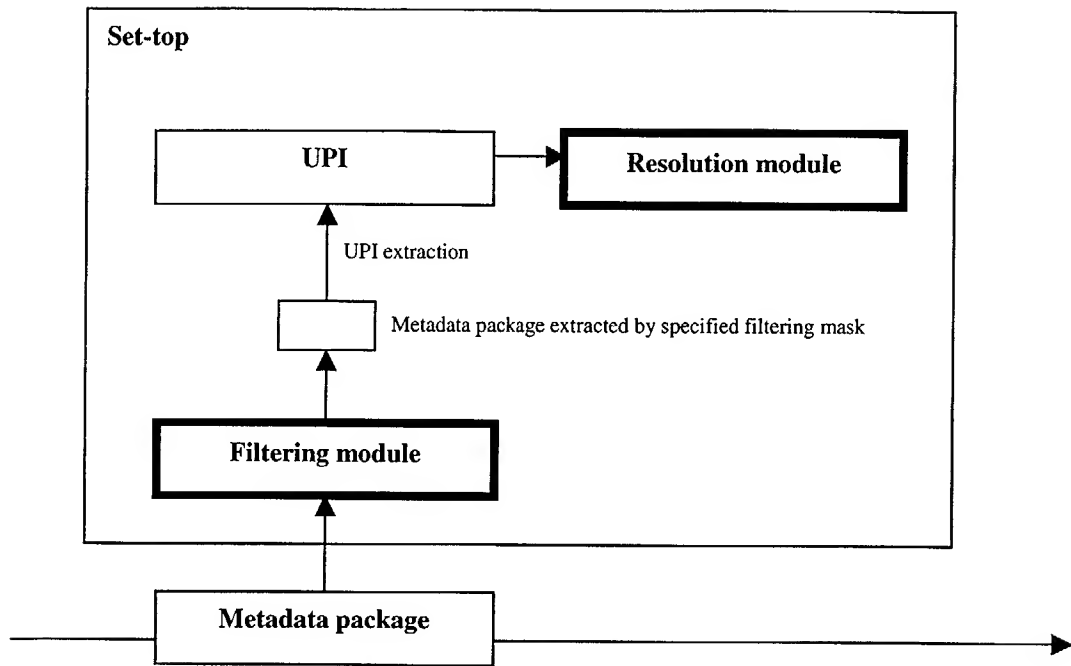 Set-top
UPI
Resolution module
UPI extraction
Metadata package extracted by specified filtering mask
Filtering module
Metadata package